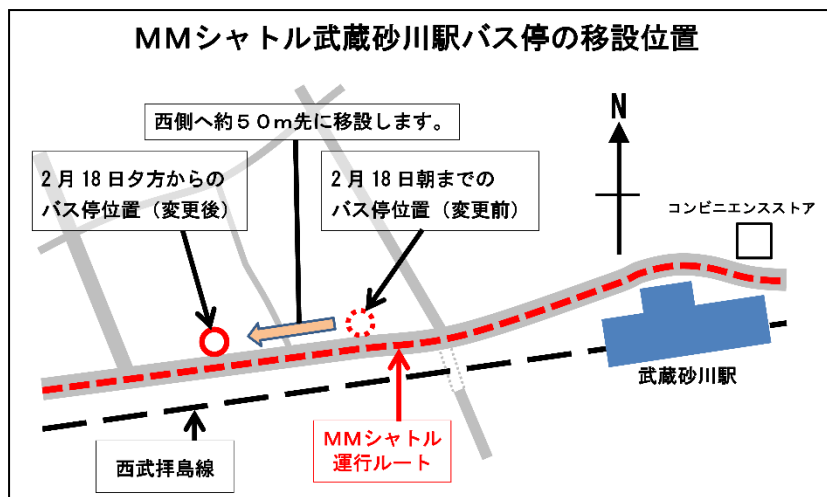 ＭＭシャトル武蔵砂川駅バス停の移設位置
西側へ約５０ｍ先に移設します。
N
2月18日夕方からの
バス停位置（変更後）
2月18日朝までの
バス停位置（変更前）
コンビニエンスストア
武蔵砂川駅
西武拝島線
ＭＭシャトル
運行ルート